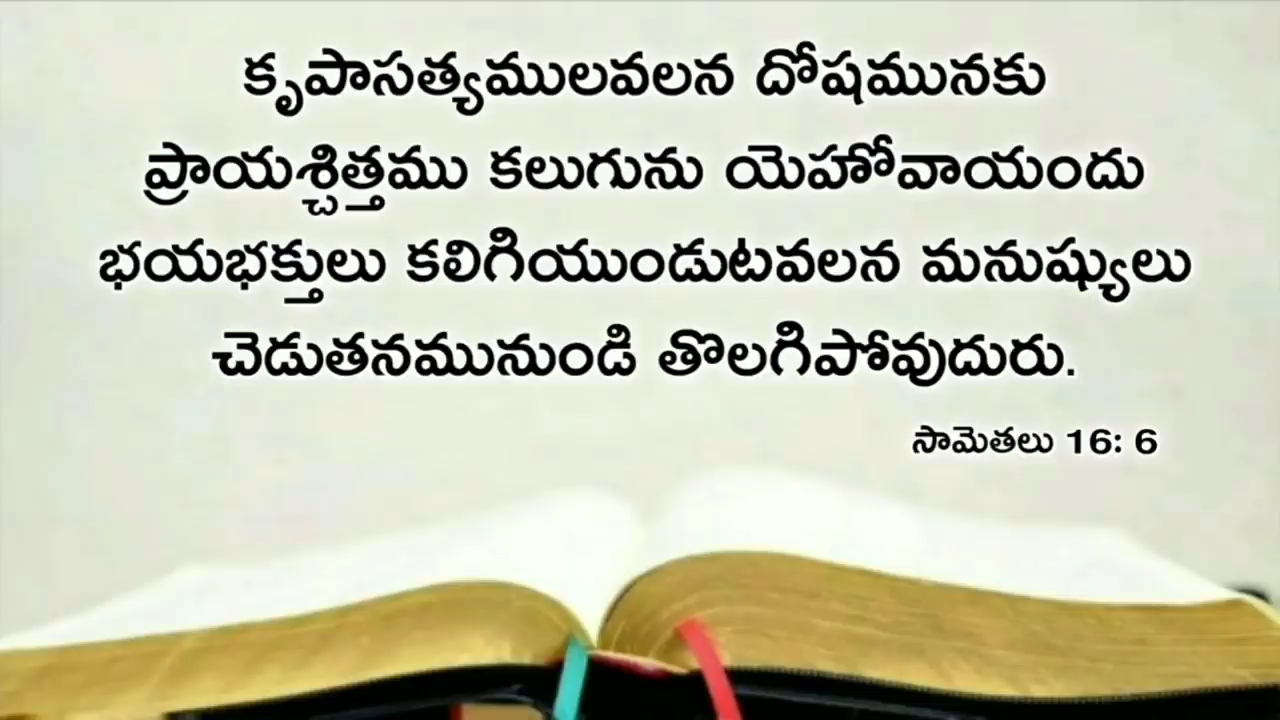 కృపాసత్యములవలన దోషమునకు
ప్రాయశ్చిత్తము కలుగును యెహోవాయందు
భయభక్తులు కలిగియుండుటవలన మనుష్యులు
చెడుతనమునుండి తొలగిపోవుదురు.
సామెతలు 16: 6